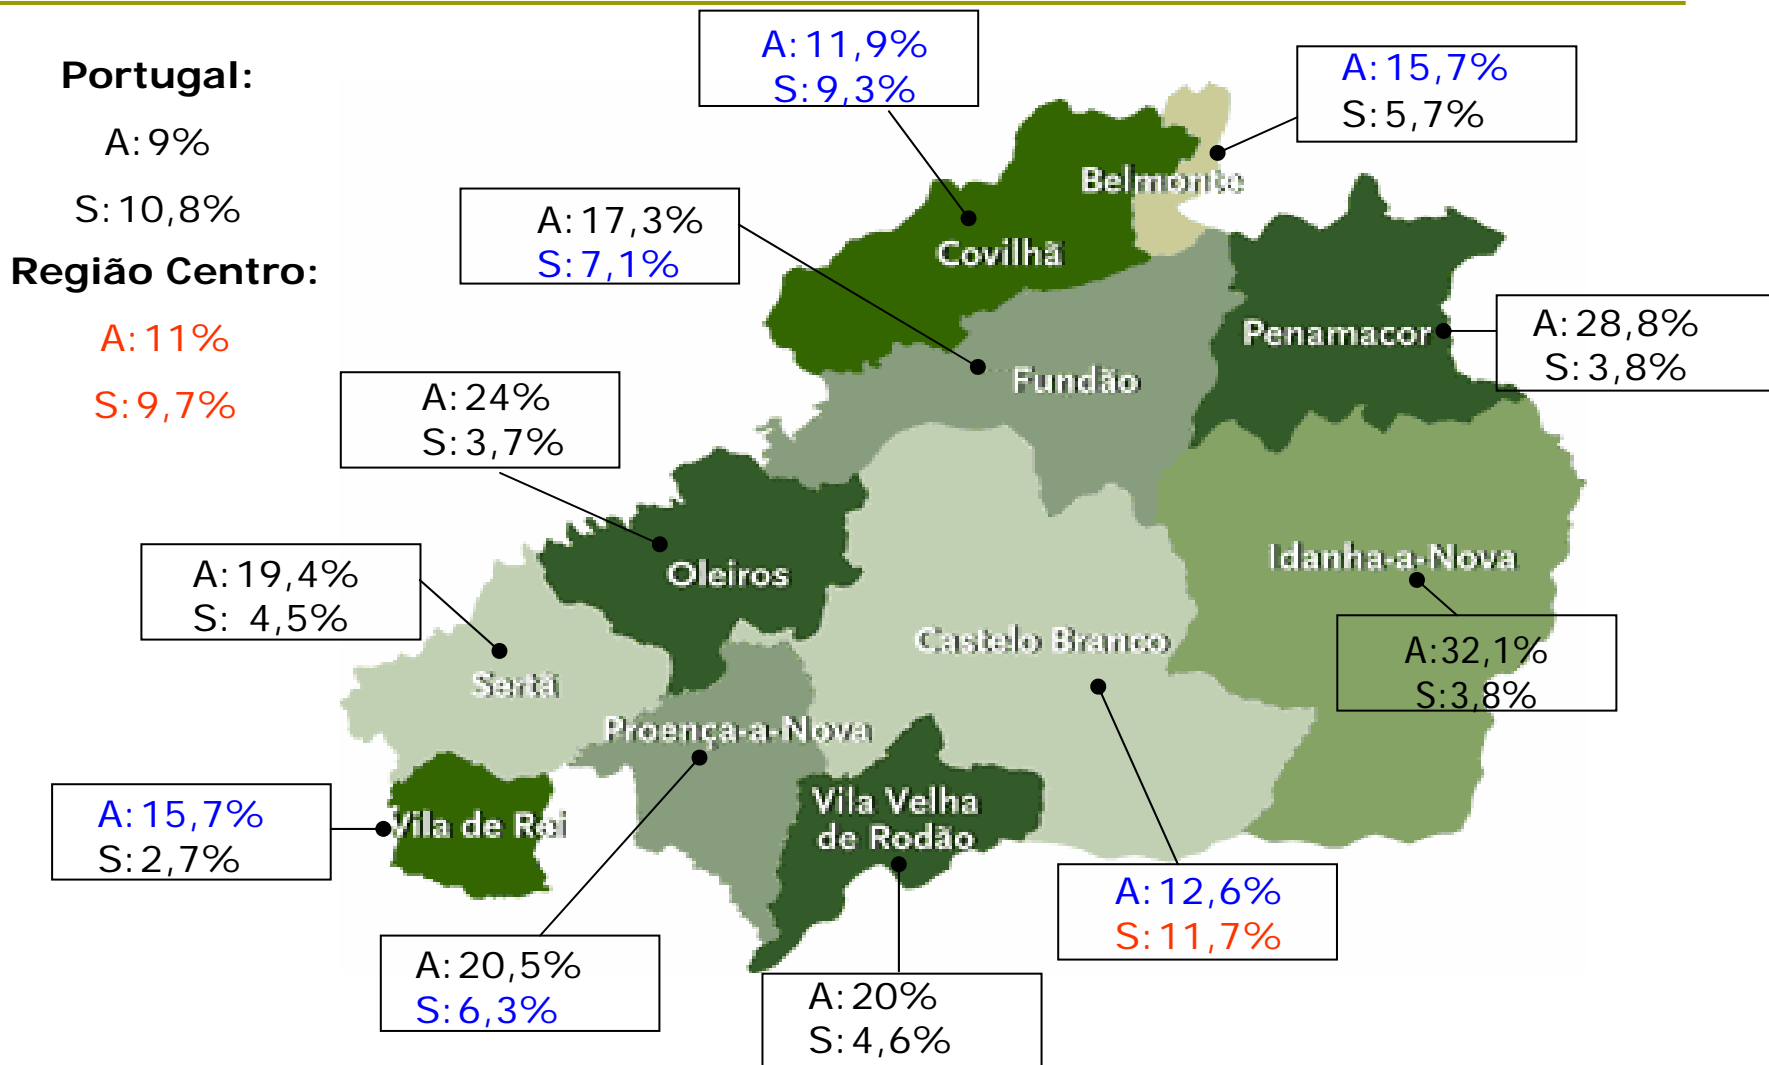 Portugal:
A: 9%
S: 10,8%
Região Centro:
A: 11%
S: 9,7%
A: 11,9%
S: 9,3%
A: 15,7%
S: 5,7%
Belmonte
A: 17,3%
S: 7,1%
Covilhã
A: 28,8%
S: 3,8%
Penamacor
Fundão
A: 24%
S: 3,7%
A: 19,4%
S: 4,5%
Oleiros
Idanha-a-Nova
A:32,1%
S:3,8%
Castelo Branco
Sertã
Proença-a-Nova
A: 15,7%
S: 2,7%
Vila de Rei
Vila Velha
de Rodão
A: 12,6%
S: 11,7%
A: 20,5%
S: 6,3%
A: 20%
S: 4,6%